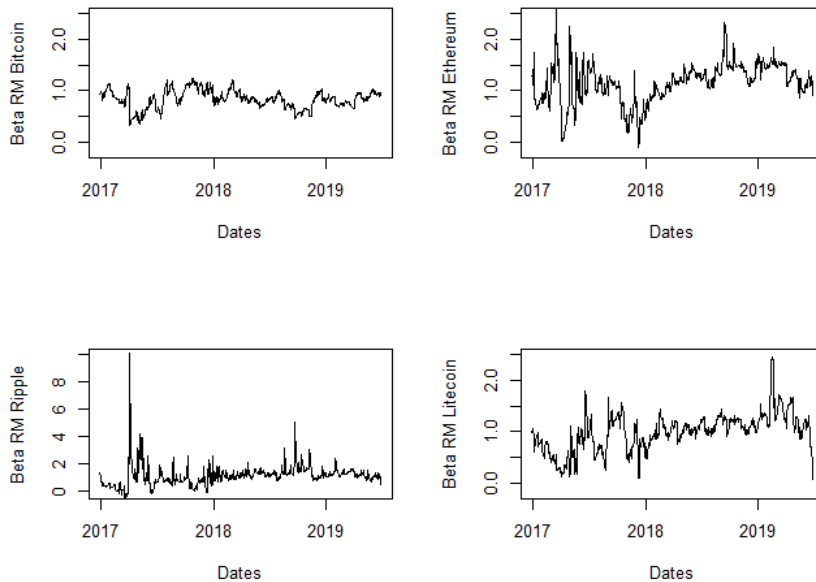 Beta RM Bitcoin
2.0
1.0
0.0
2017 2018 2019
Dates
Beta RM Ethereum
2.0
1.0
0.0
2017 2018 2019
Dates
Beta RM Ripple
8
6
4
2
0
2017 2018 2019
Dates
Beta RM Litecoin
2.0
1.0
0.0
2017 2018 2019
Dates